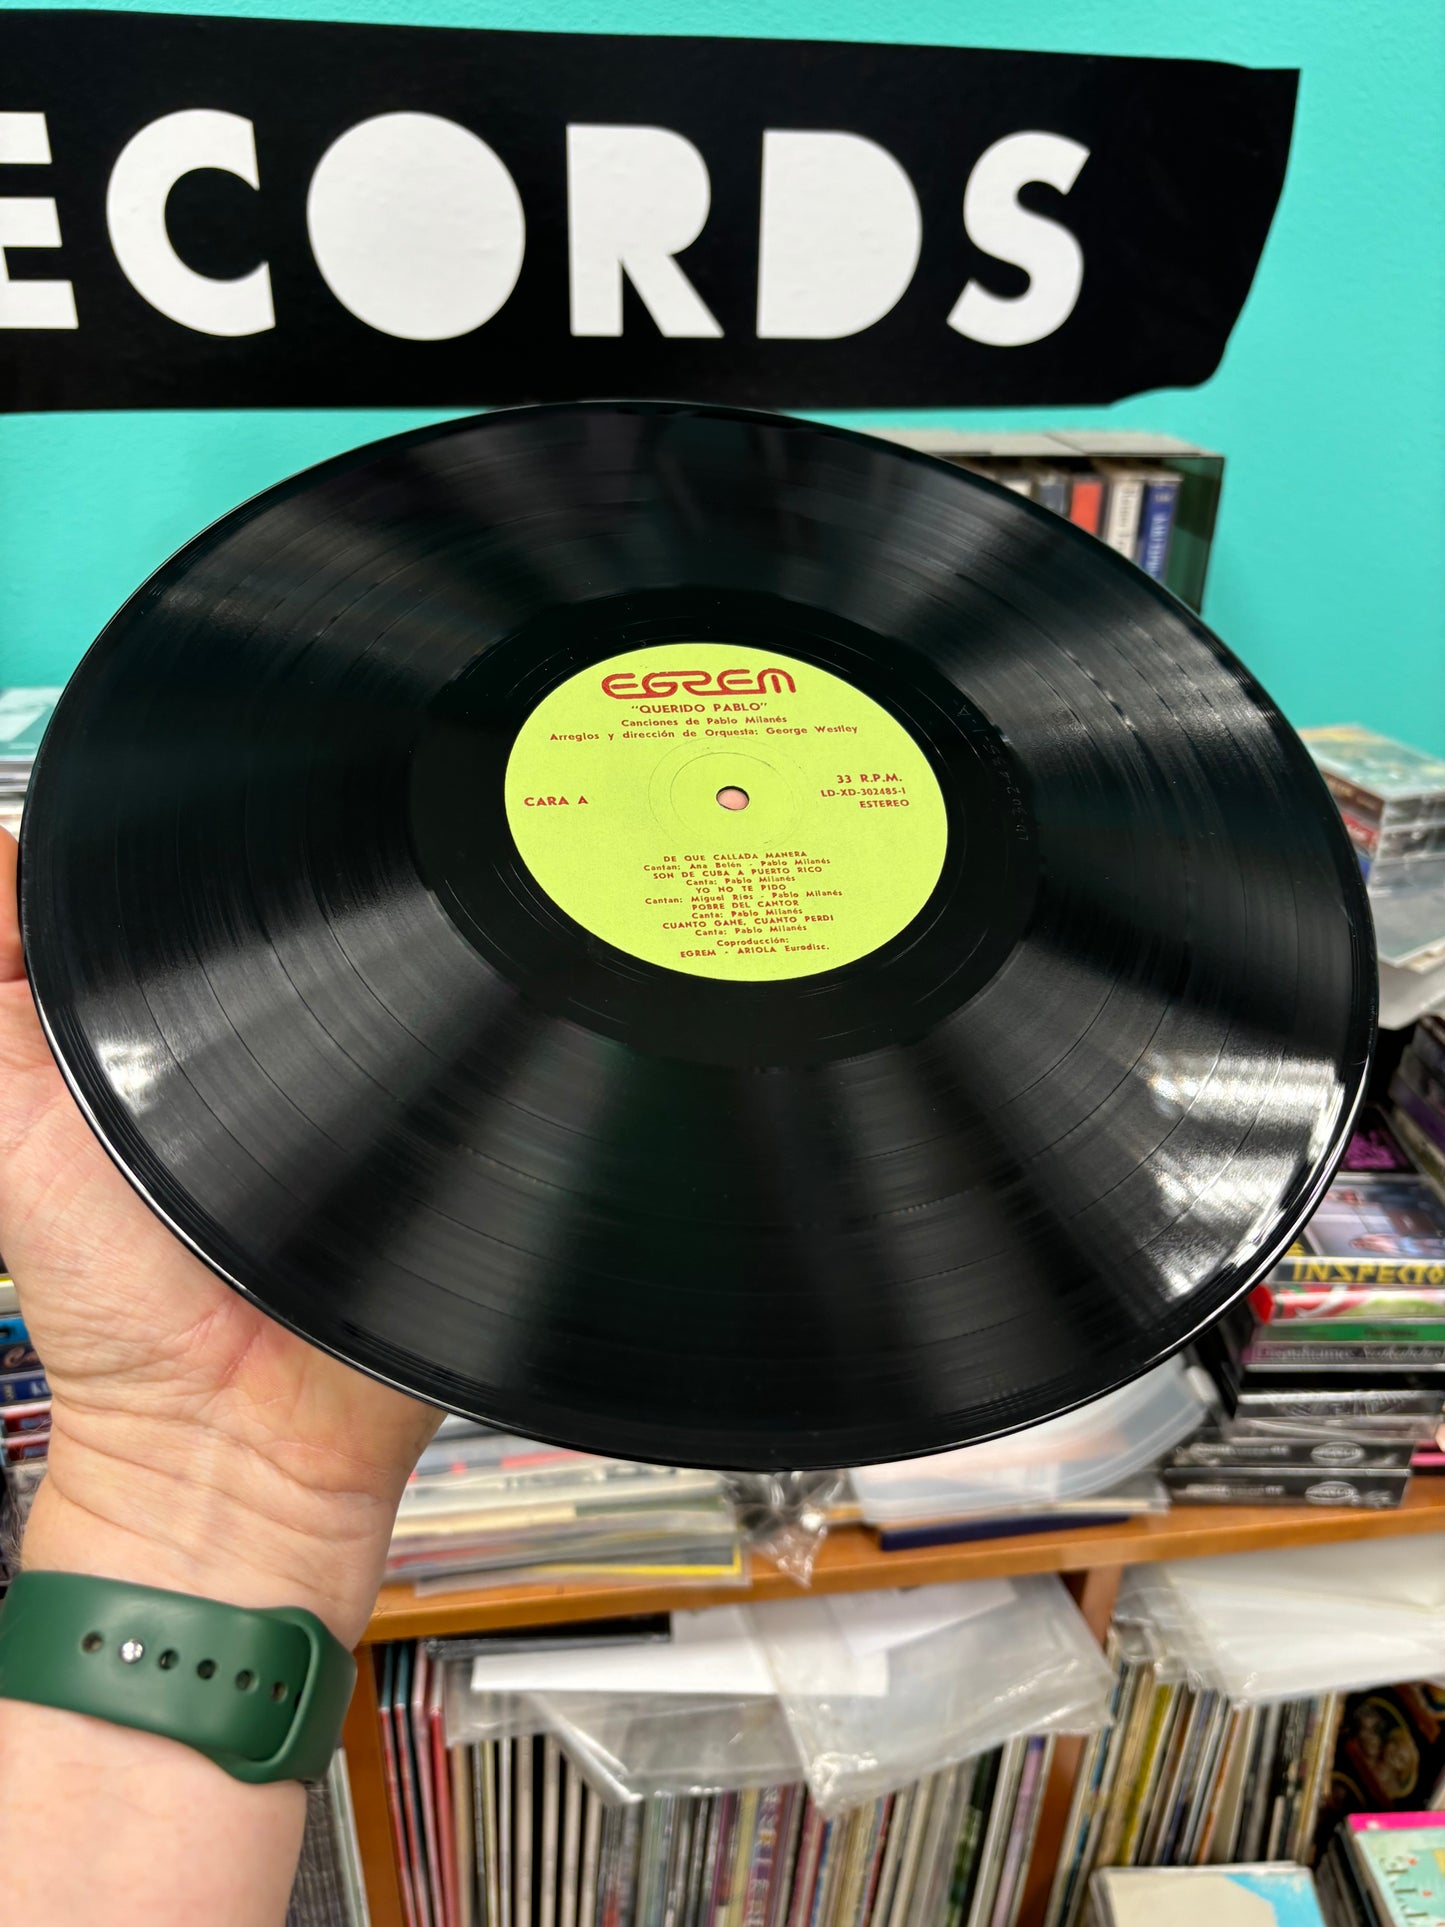 ECORDS
EGREM
"QUERIDO PABLO"
Canciones de Pablo Milanés
Arreglos y dirección de Orquesta: George Westley
CARA A
33 R.P.M.
LD-XD-302485-1
ESTEREO
DE QUE CALLADA MANERA
Cantan: Ana Belén - Pablo Milanés
SON DE CUBA A PUERTO RICO
Canta: Pablo Milanés
YO NO TE PIDO
Cantan: Miguel Ríos - Pablo Milanés
POBRE DEL CANTOR
Canta: Pablo Milanés
CUANTO GANE, CUANTO PERDI
Canta: Pablo Milanés
Coproducción:
EGREM - ARIOLA Eurodisc.
INSPECTO